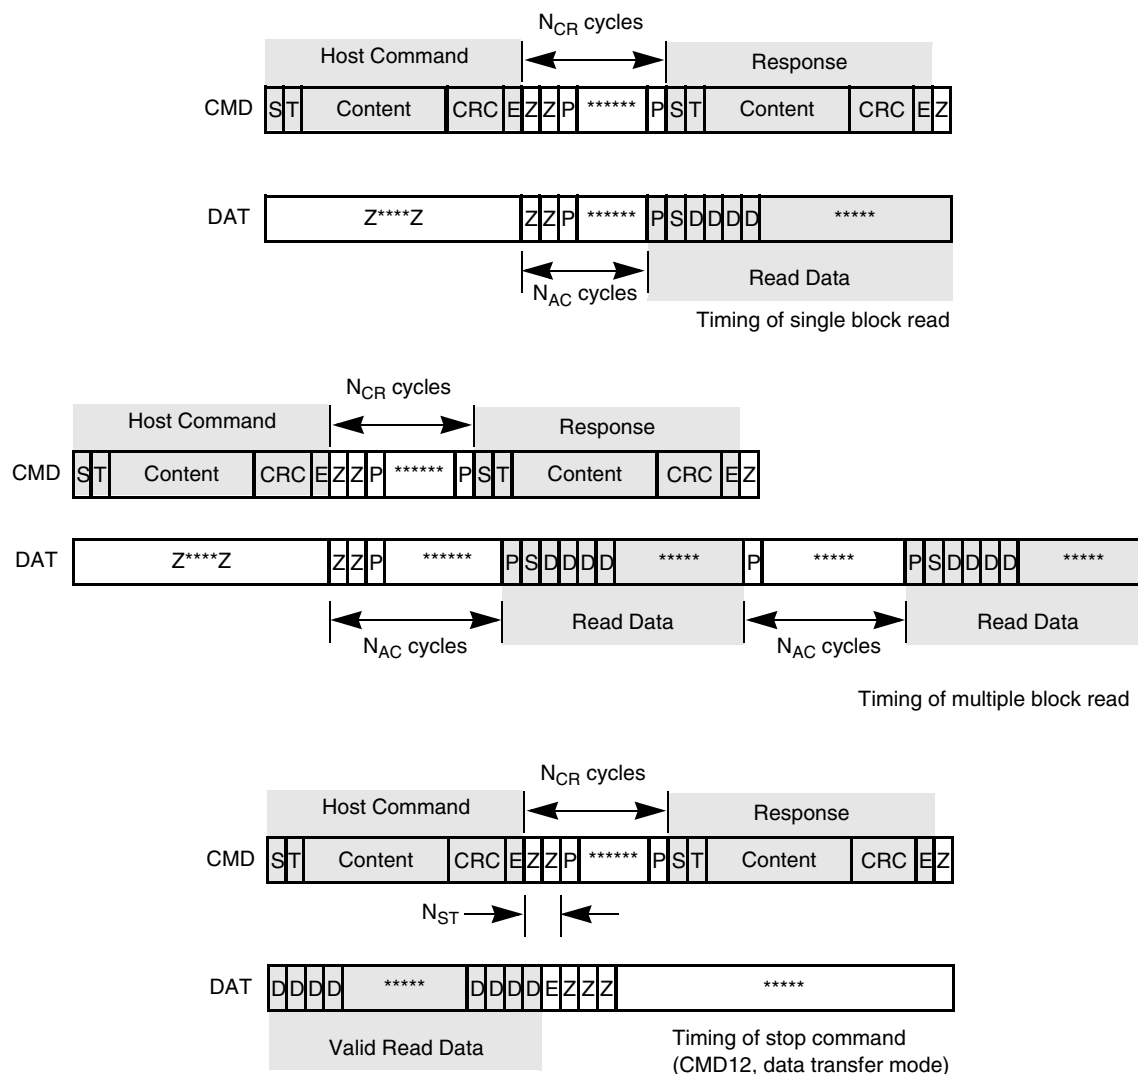 N_CR cycles
Host Command Response
CMD S T Content CRC E Z Z P ****** P S T Content CRC E Z
DAT Z****Z Z Z P ****** P S D D D D *****
N_AC cycles Read Data
Timing of single block read
N_CR cycles
Host Command Response
CMD S T Content CRC E Z Z P ****** P S T Content CRC E Z
DAT Z****Z Z Z P ****** P S D D D D ***** P ***** P S D D D D *****
N_AC cycles Read Data N_AC cycles Read Data
Timing of multiple block read
N_CR cycles
Host Command Response
CMD S T Content CRC E Z Z P ****** P S T Content CRC E Z
N_ST
DAT D D D D ***** D D D D E Z Z Z *****
Valid Read Data
Timing of stop command
(CMD12, data transfer mode)